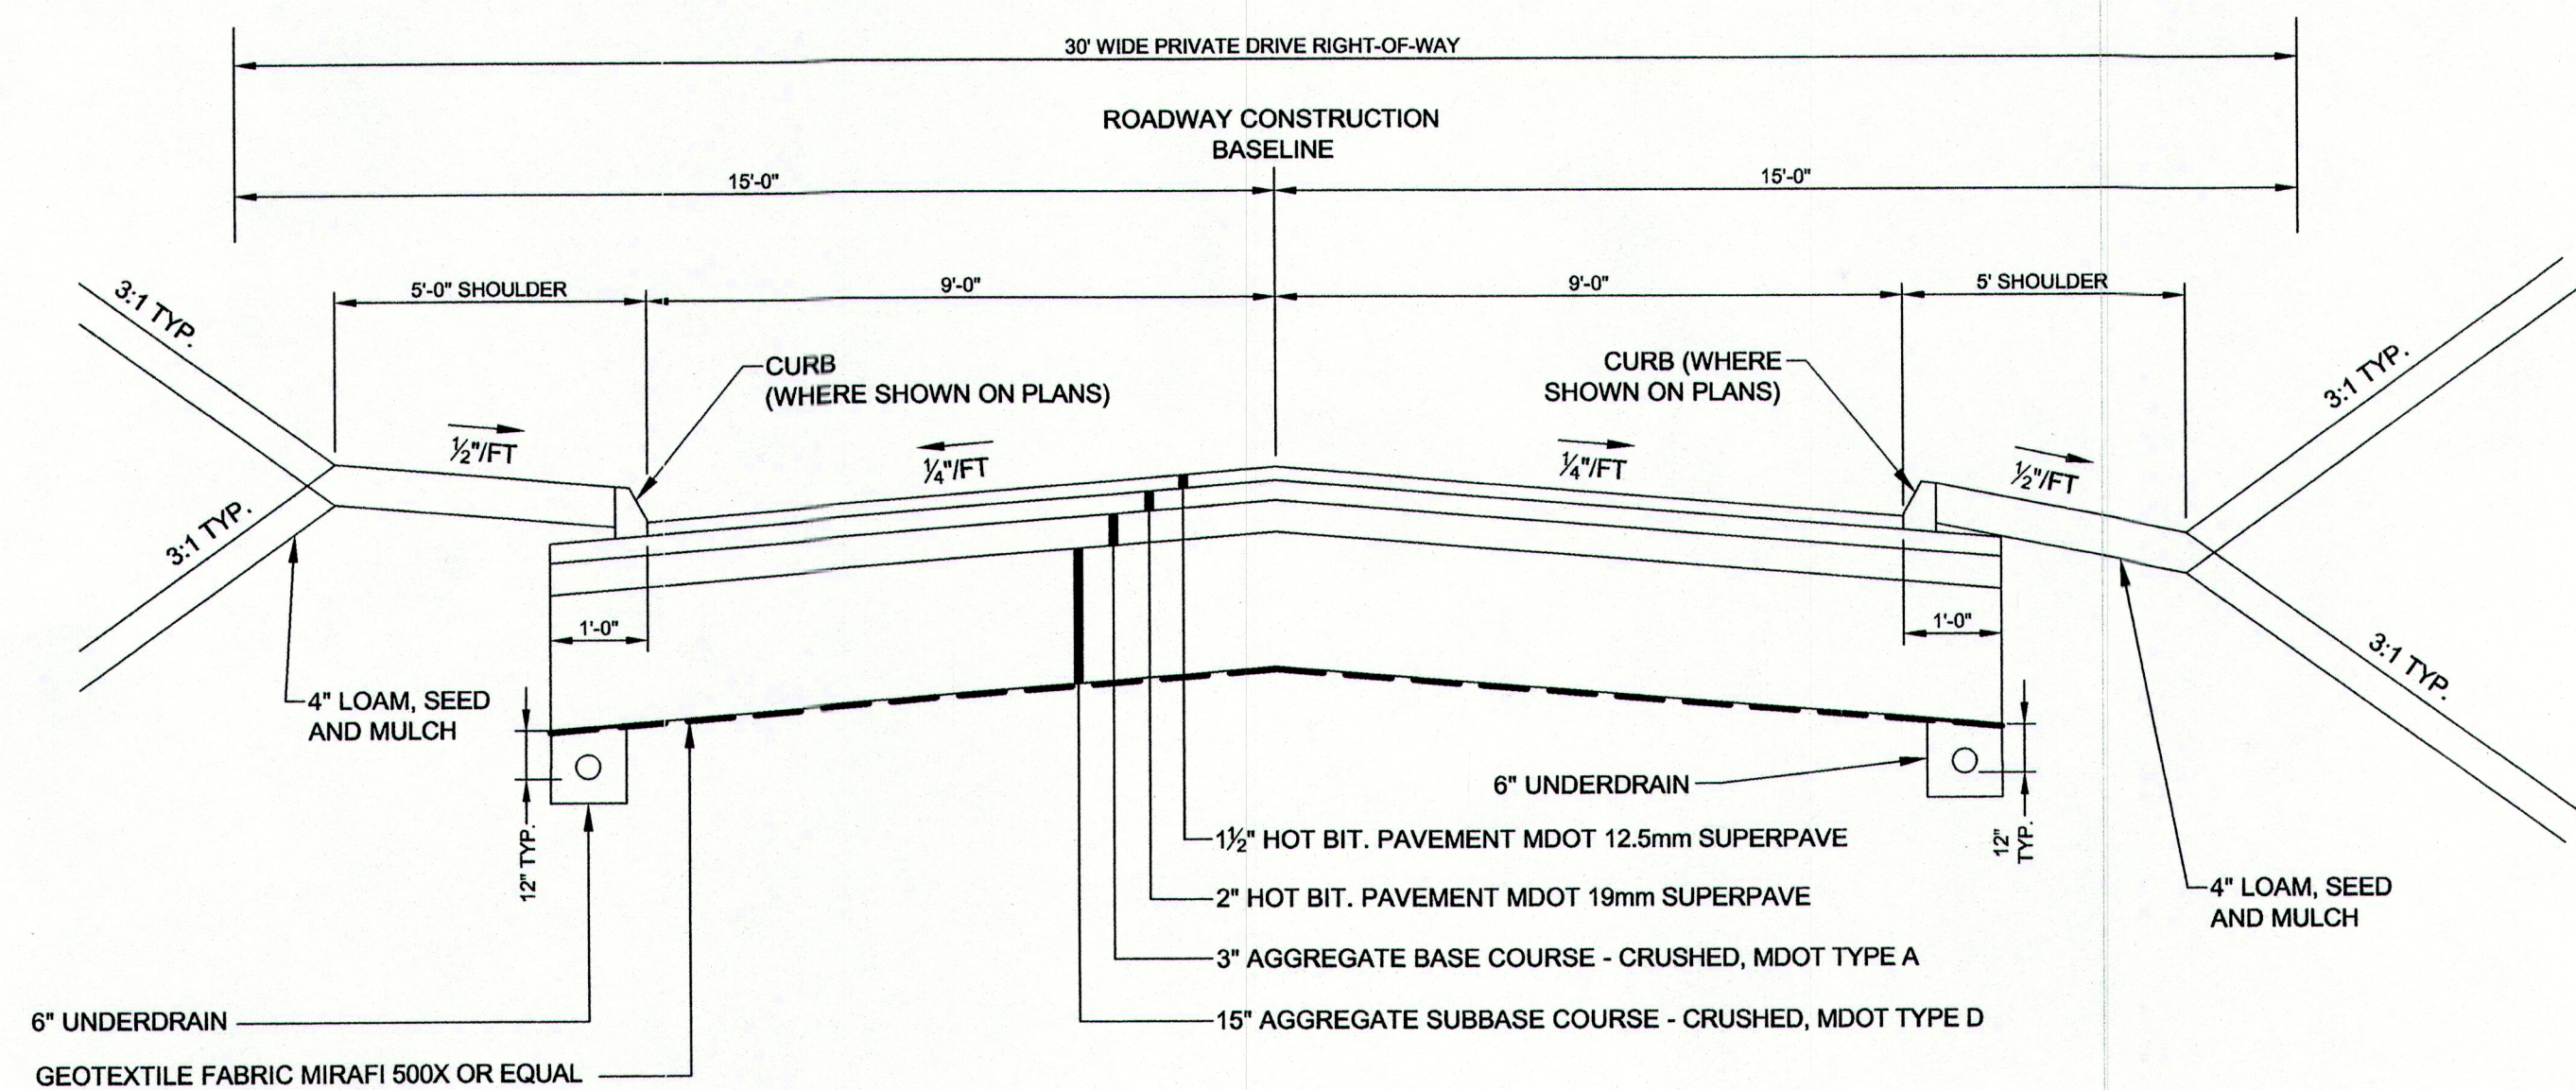 30' WIDE PRIVATE DRIVE RIGHT-OF-WAY
ROADWAY CONSTRUCTION
BASELINE
15'-0"
15'-0"
5'-0" SHOULDER
9'-0"
9'-0"
5' SHOULDER
3:1 TYP.
3:1 TYP.
CURB
(WHERE SHOWN ON PLANS)
CURB (WHERE
SHOWN ON PLANS)
½"/FT
¼"/FT
¼"/FT
½"/FT
3:1 TYP.
3:1 TYP.
1'-0"
1'-0"
4" LOAM, SEED
AND MULCH
12" TYP.
6" UNDERDRAIN
12"
TYP.
1½" HOT BIT. PAVEMENT MDOT 12.5mm SUPERPAVE
2" HOT BIT. PAVEMENT MDOT 19mm SUPERPAVE
4" LOAM, SEED
AND MULCH
3" AGGREGATE BASE COURSE - CRUSHED, MDOT TYPE A
15" AGGREGATE SUBBASE COURSE - CRUSHED, MDOT TYPE D
6" UNDERDRAIN
GEOTEXTILE FABRIC MIRAFI 500X OR EQUAL